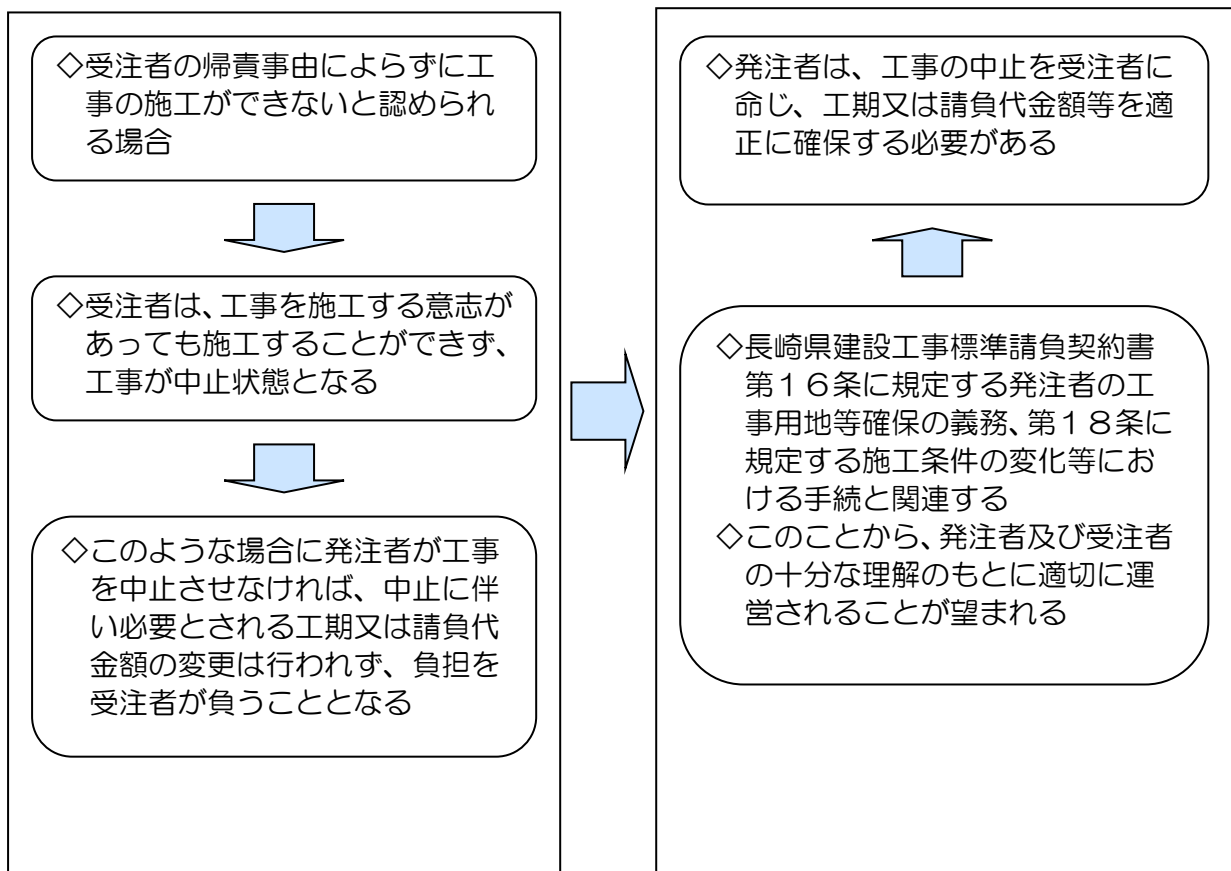 ◇受注者の帰責事由によらずに工
事の施工ができないと認められ
る場合
◇受注者は、工事を施工する意志が
あっても施工することができず、
工事が中止状態となる
◇このような場合に発注者が工事
を中止させなければ、中止に伴
い必要とされる工期又は請負代
金額の変更は行われず、負担を
受注者が負うこととなる
◇発注者は、工事の中止を受注者に
命じ、工期又は請負代金額等を適
正に確保する必要がある
◇長崎県建設工事標準請負契約書
第16条に規定する発注者の工
事用地等確保の義務、第18条に
規定する施工条件の変化等にお
ける手続と関連する
◇このことから、発注者及び受注者
の十分な理解のもとに適切に運
営されることが望まれる